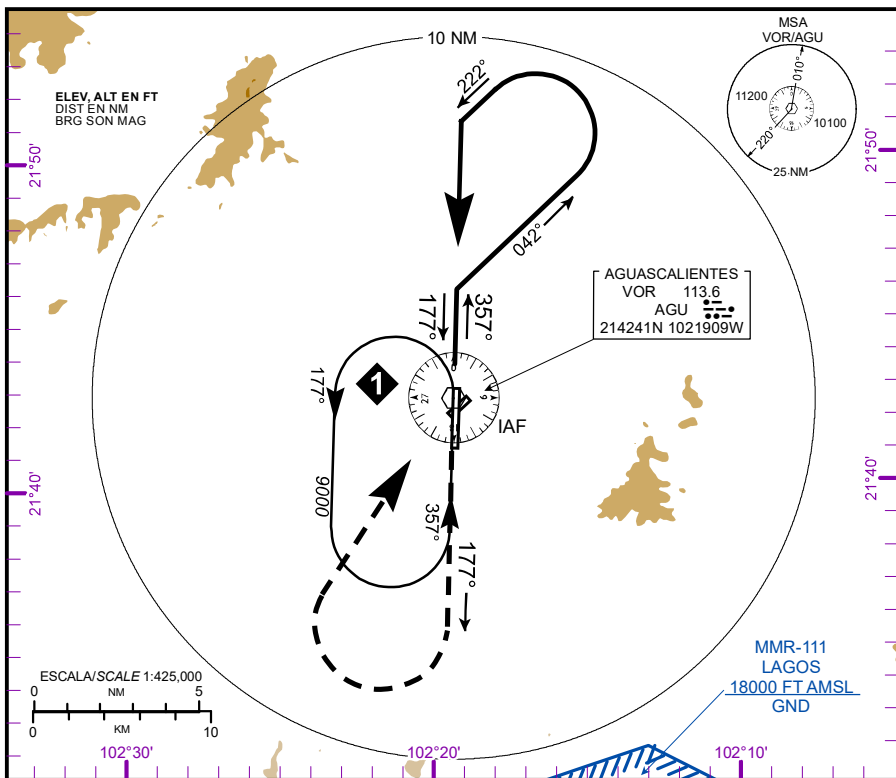 10 NM
MSA
VOR/AGU
010°
11200
10100
220°
25 NM
ELEV, ALT EN FT
DIST EN NM
BRG SON MAG
222°
042°
21°50'
21°50'
AGUASCALIENTES
VOR 113.6
AGU
214241N 1021909W
177°
357°
177°
1
27
9
IAF
9000
357°
177°
21°40'
21°40'
MMR-111
LAGOS
18000 FT AMSL
GND
ESCALA/SCALE 1:425,000
0 NM 5
0 KM 10
102°30'
102°20'
102°10'